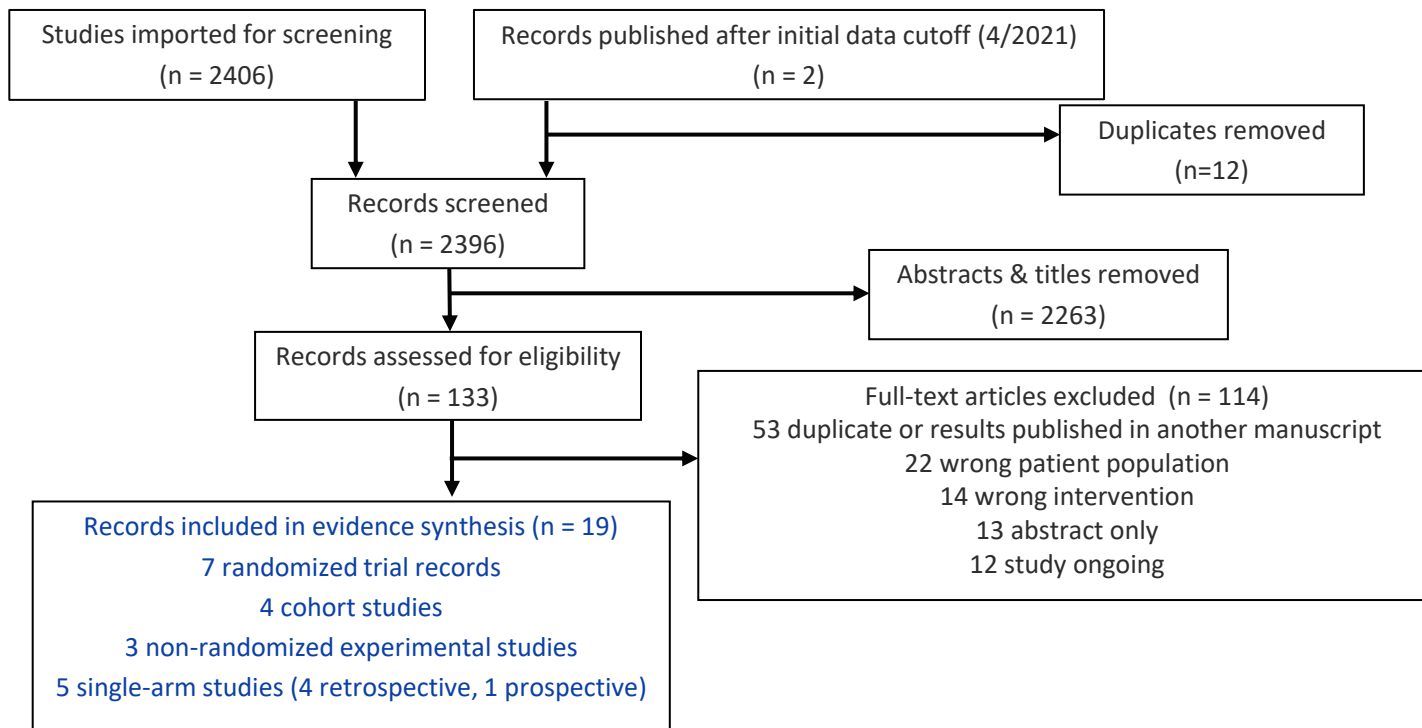 Studies imported for screening
(n = 2406)
Records published after initial data cutoff (4/2021)
(n = 2)
Duplicates removed
(n=12)
Records screened
(n = 2396)
Abstracts & titles removed
(n = 2263)
Records assessed for eligibility
(n = 133)
Full-text articles excluded (n = 114)
53 duplicate or results published in another manuscript
22 wrong patient population
14 wrong intervention
13 abstract only
12 study ongoing
Records included in evidence synthesis (n = 19)
7 randomized trial records
4 cohort studies
3 non-randomized experimental studies
5 single-arm studies (4 retrospective, 1 prospective)